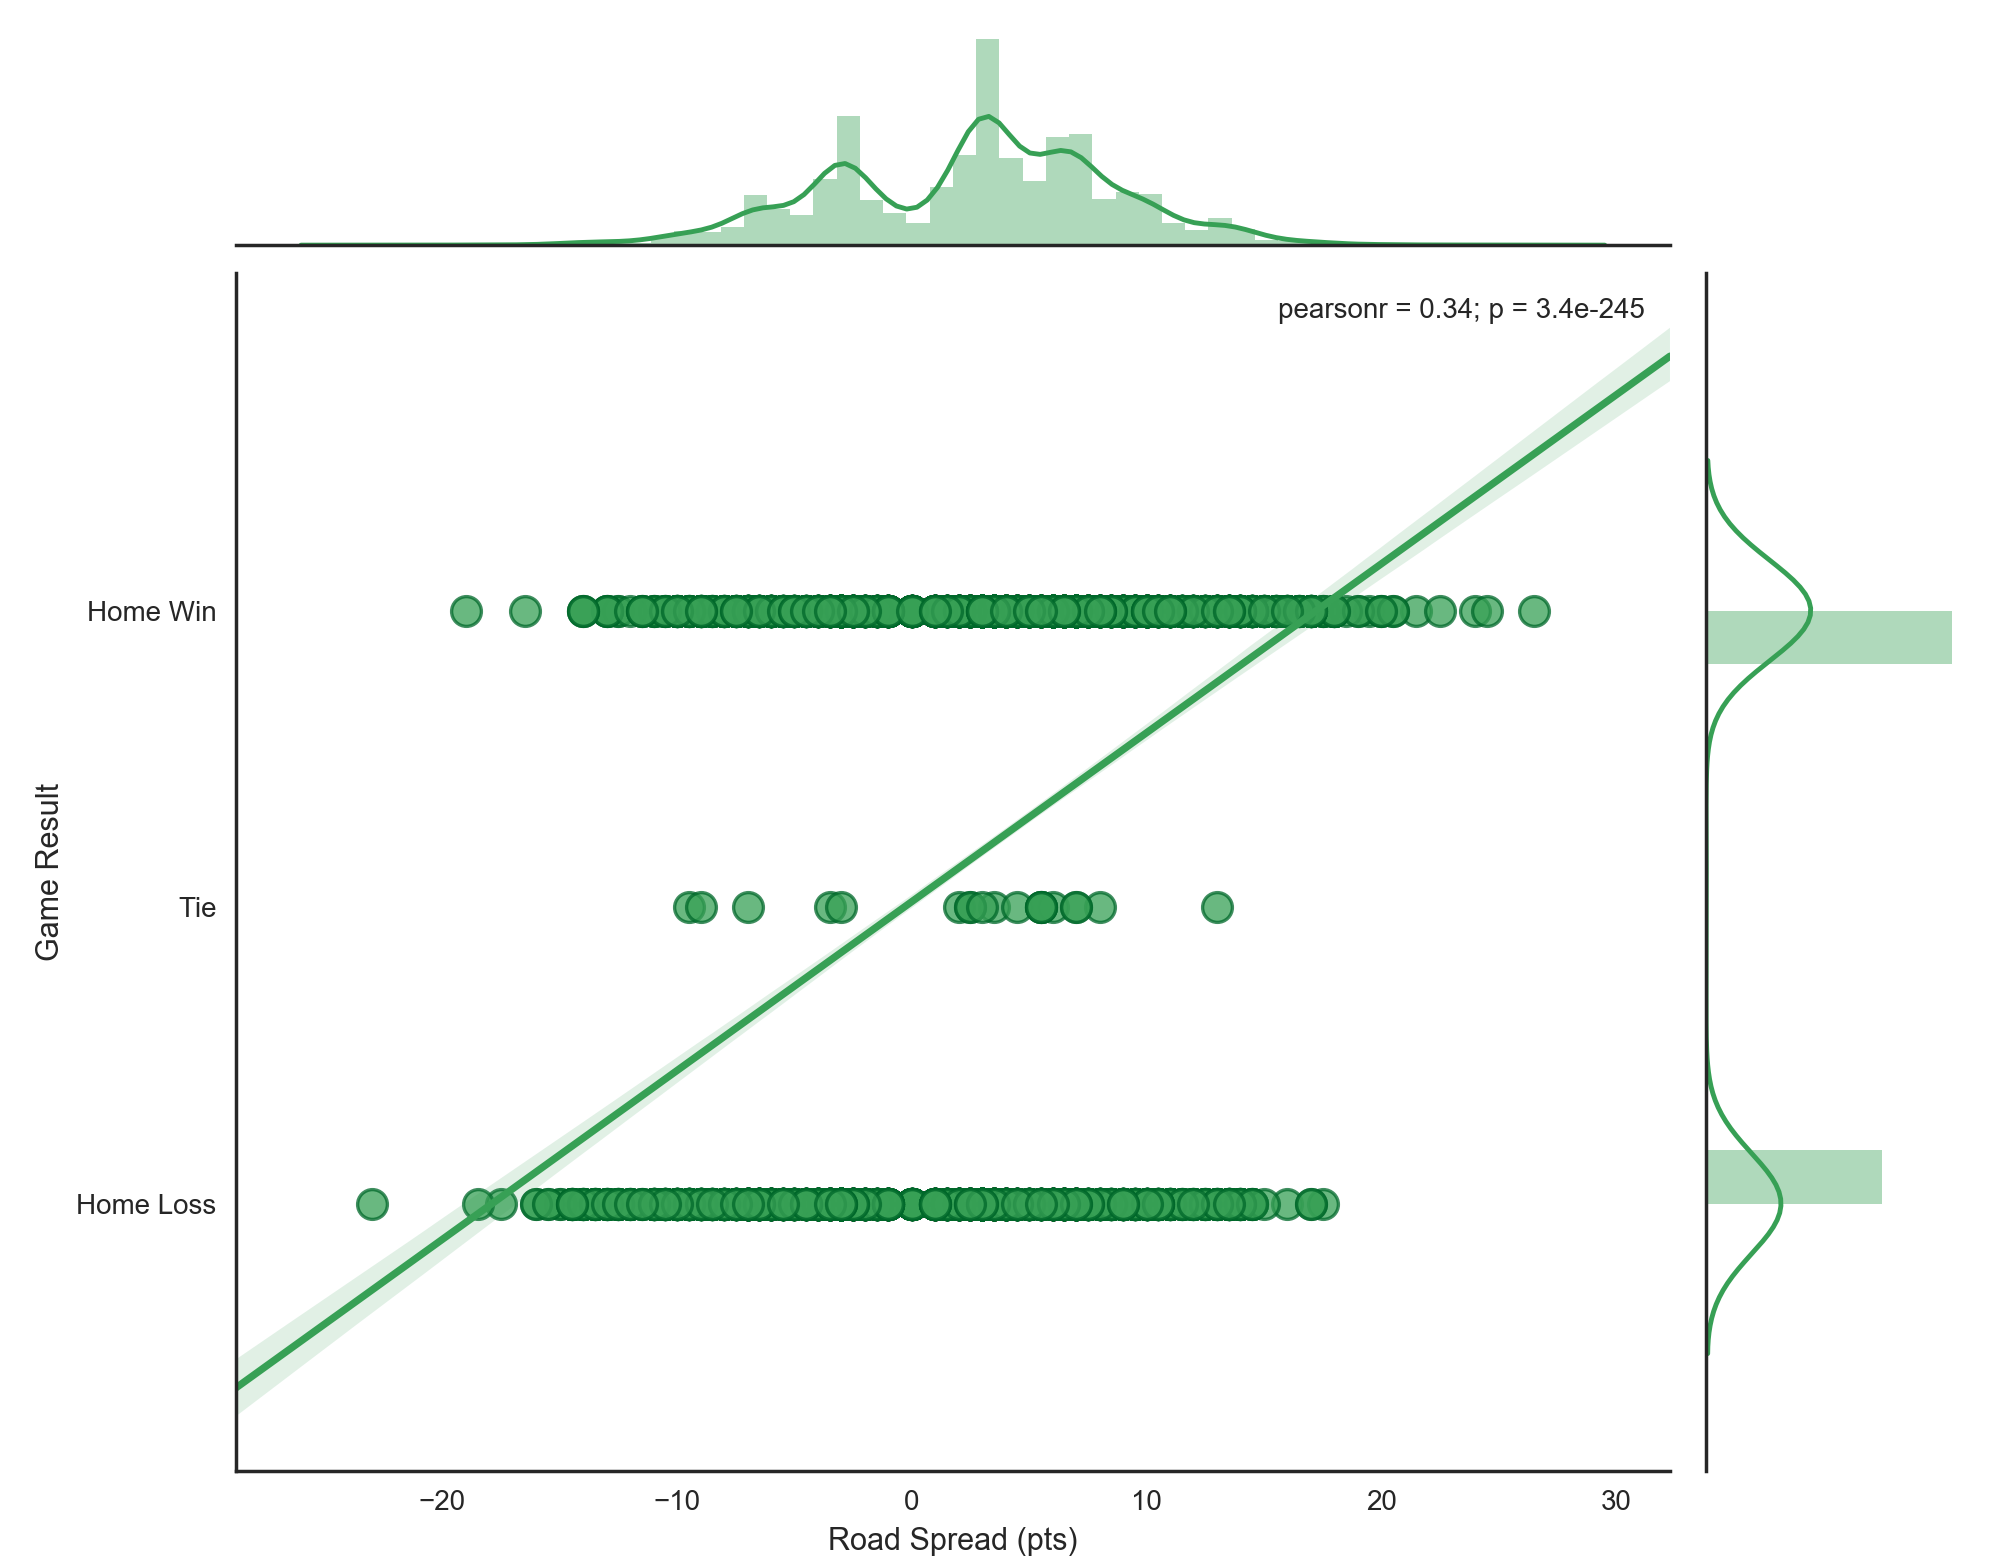 pearsonr = 0.34; p = 3.4e-245
Home Win
Tie
Home Loss
Game Result
−20 −10 0 10 20 30
Road Spread (pts)